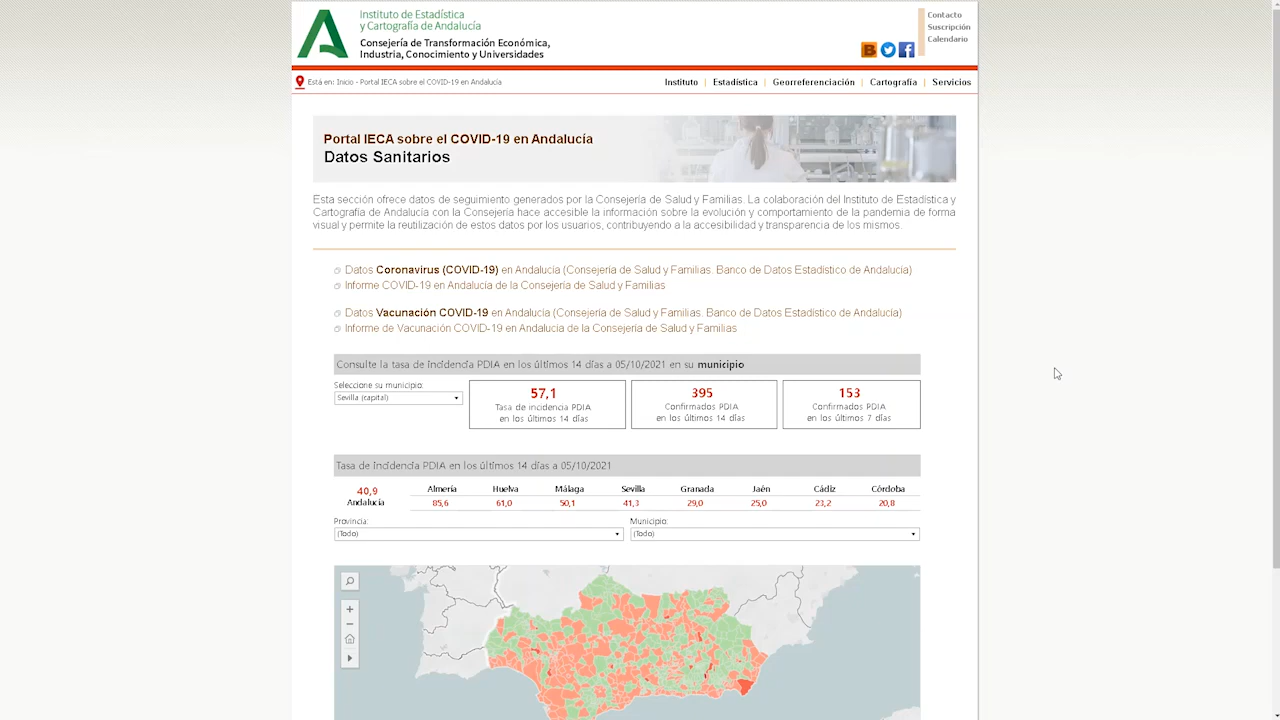 Instituto de Estadística
y Cartografía de Andalucía
Consejería de Transformación Económica,
Industria, Conocimiento y Universidades
Contacto
Suscripción
Calendario
Está en: Inicio - Portal IECA sobre el COVID-19 en Andalucía
Instituto | Estadística | Georreferenciación | Cartografía | Servicios
Portal IECA sobre el COVID-19 en Andalucía
Datos Sanitarios
Esta sección ofrece datos de seguimiento generados por la Consejería de Salud y Familias. La colaboración del Instituto de Estadística y
Cartografía de Andalucía con la Consejería hace accesible la información sobre la evolución y comportamiento de la pandemia de forma
visual y permite la reutilización de estos datos por los usuarios, contribuyendo a la accesibilidad y transparencia de los mismos.
Datos Coronavirus (COVID-19) en Andalucía (Consejería de Salud y Familias. Banco de Datos Estadístico de Andalucía)
Informe COVID-19 en Andalucía de la Consejería de Salud y Familias
Datos Vacunación COVID-19 en Andalucía (Consejería de Salud y Familias. Banco de Datos Estadístico de Andalucía)
Informe de Vacunación COVID-19 en Andalucía de la Consejería de Salud y Familias
Consulte la tasa de incidencia PDIA en los últimos 14 días a 05/10/2021 en su municipio
Seleccione su municipio:
Sevilla (capital)
57,1
Tasa de incidencia PDIA
en los últimos 14 días
395
Confirmados PDIA
en los últimos 14 días
153
Confirmados PDIA
en los últimos 7 días
Tasa de incidencia PDIA en los últimos 14 días a 05/10/2021
40,9
Andalucía
Almería Huelva Málaga Sevilla Granada Jaén Cádiz Córdoba
85,6 61,0 50,1 41,3 29,0 25,0 23,2 20,8
Provincia: Municipio:
(Todo) (Todo)